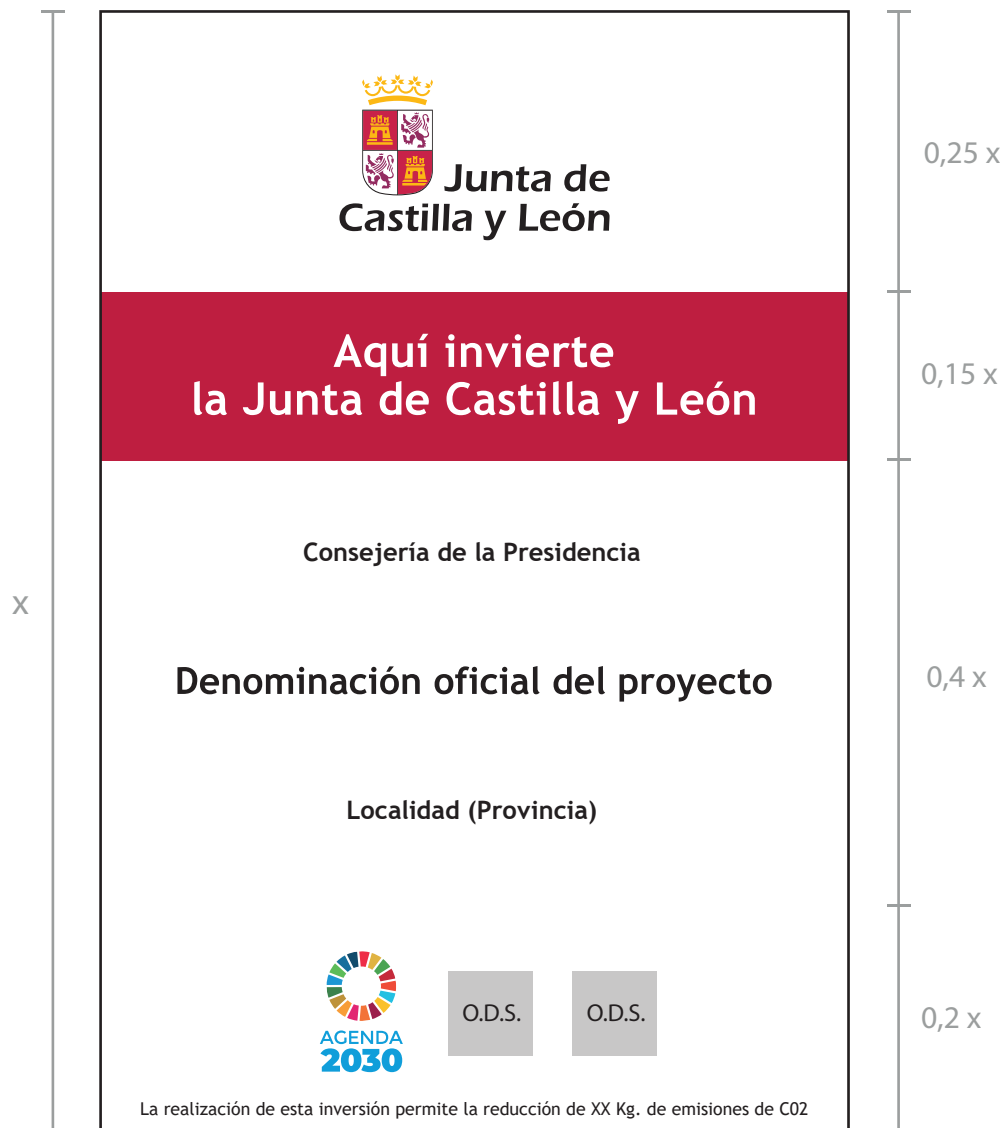 Junta de
Castilla y León
0,25 x
Aquí invierte
la Junta de Castilla y León
0,15 x
Consejería de la Presidencia
x
Denominación oficial del proyecto
0,4 x
Localidad (Provincia)
O.D.S.
O.D.S.
0,2 x
AGENDA
2030
La realización de esta inversión permite la reducción de XX Kg. de emisiones de C02